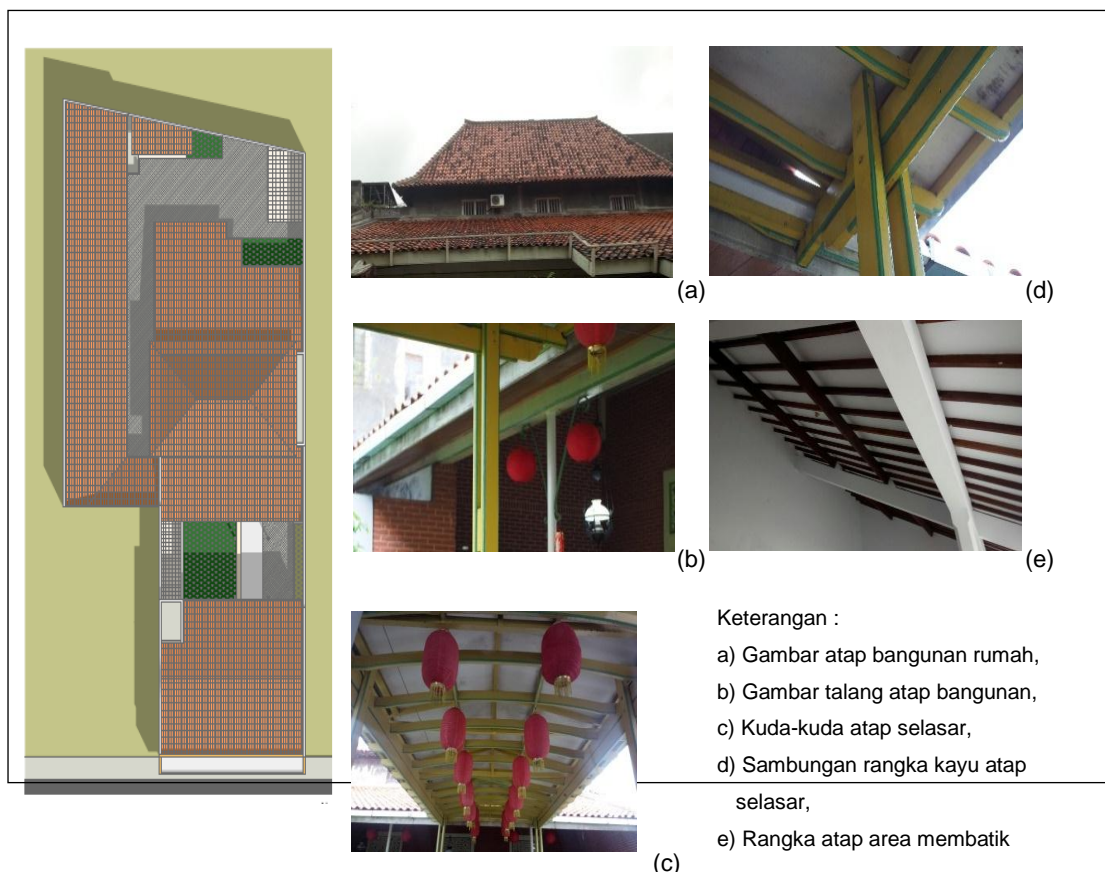 (a)
(d)
(b)
(e)
Keterangan :
a) Gambar atap bangunan rumah,
b) Gambar talang atap bangunan,
c) Kuda-kuda atap selasar,
d) Sambungan rangka kayu atap
selasar,
e) Rangka atap area membatik
(c)